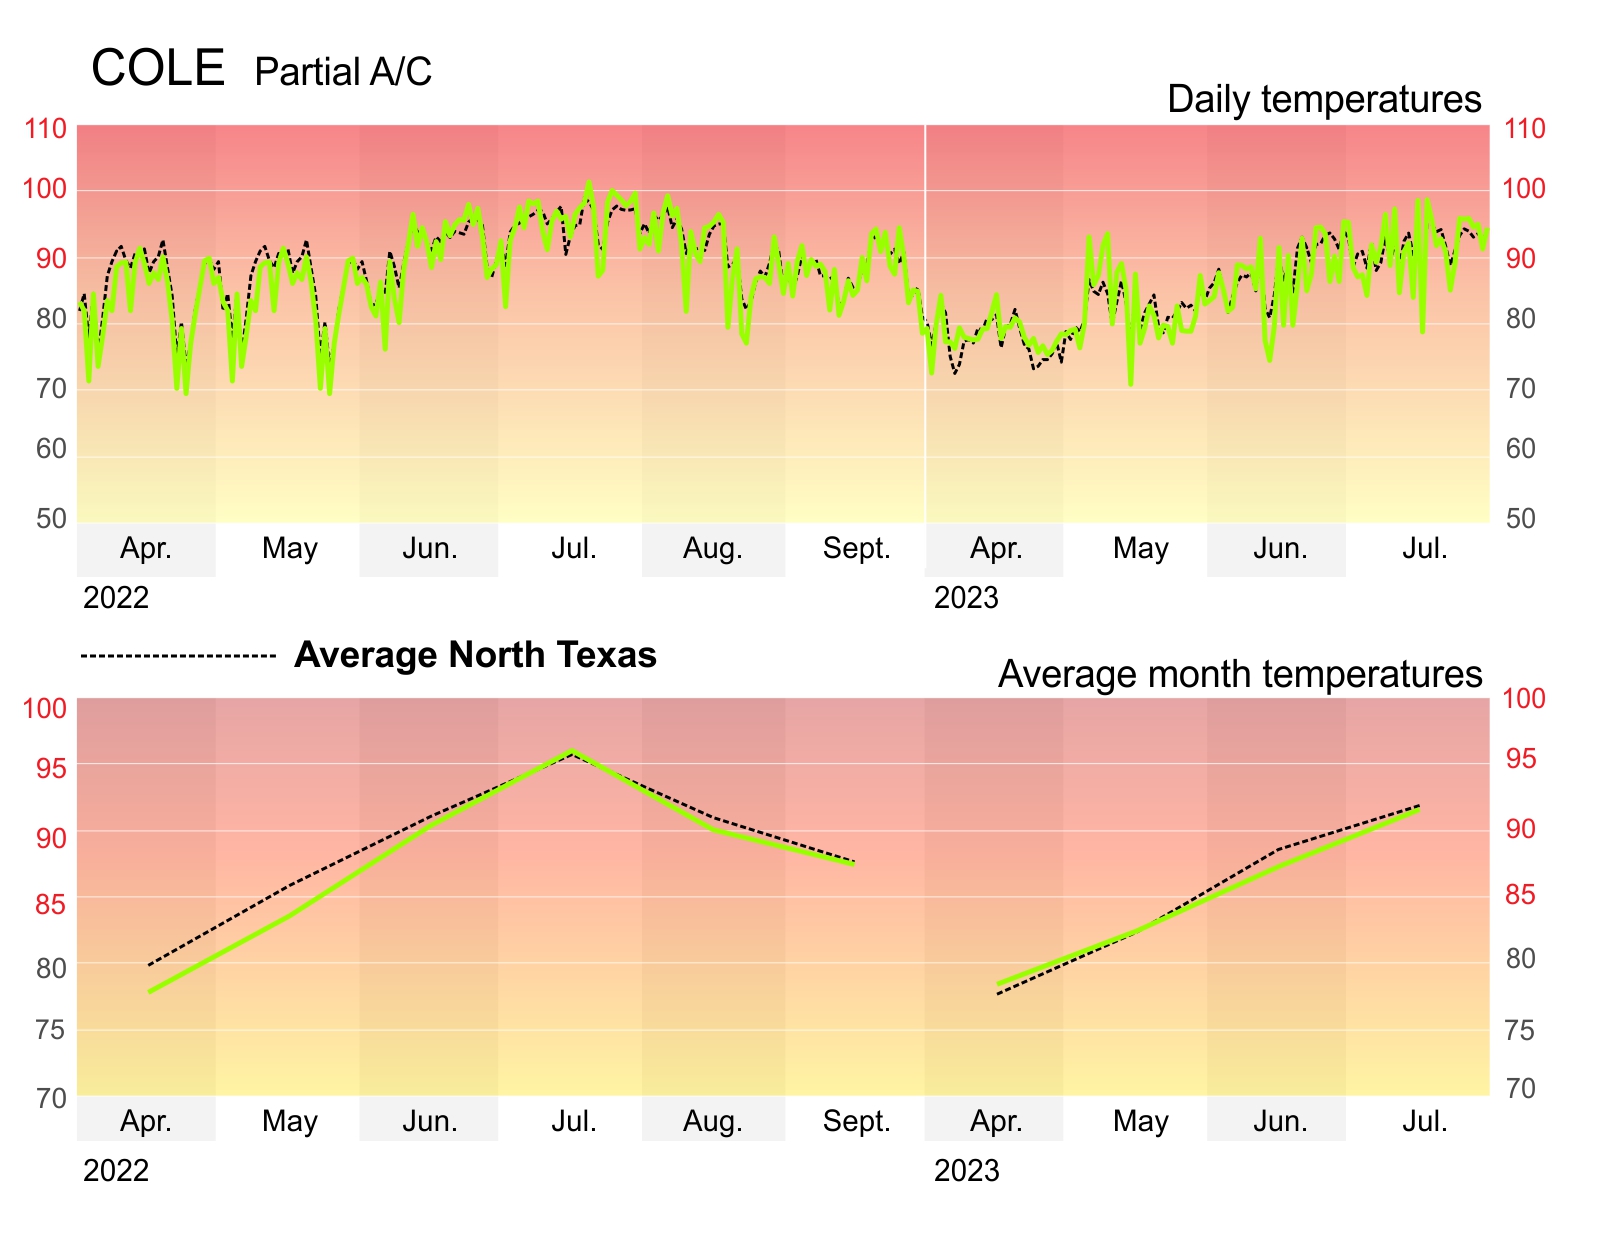 COLE Partial A/C
Daily temperatures
110 110
100 100
90 90
80 80
70 70
60 60
50 50
Apr. May Jun. Jul. Aug. Sept. Apr. May Jun. Jul.
2022 2023
Average North Texas
Average month temperatures
100 100
95 95
90 90
85 85
80 80
75 75
70 70
Apr. May Jun. Jul. Aug. Sept. Apr. May Jun. Jul.
2022 2023